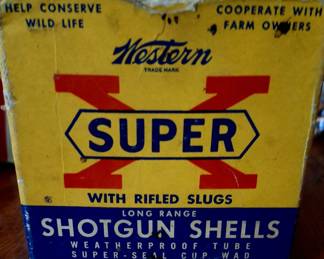 HELP CONSERVE
WILD LIFE
COOPERATE WITH
FARM OWNERS
Western
TRADE MARK
X
SUPER
WITH RIFLED SLUGS
LONG RANGE
SHOTGUN SHELLS
WEATHERPROOF TUBE
SUPER-SEAL CUP WAD